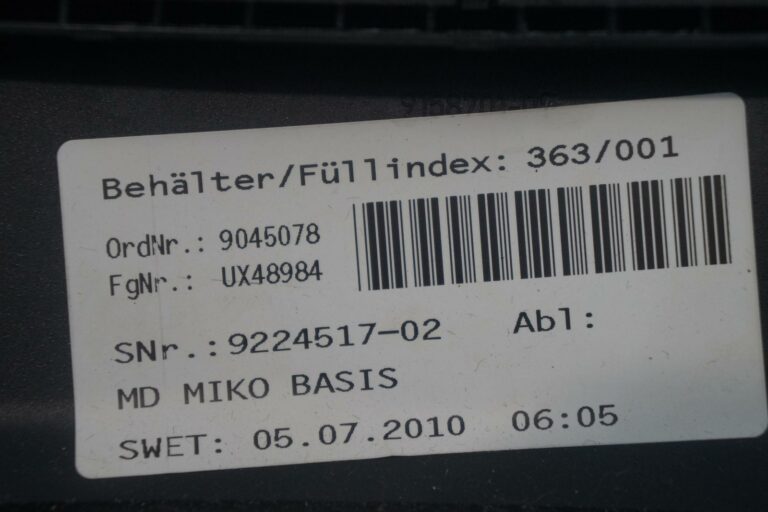 Behälter/Füllindex: 363/001
OrdNr.: 9045078
FgNr.: UX48984
SNr.: 9224517-02 Abl:
MD MIKO BASIS
SWET: 05.07.2010 06:05